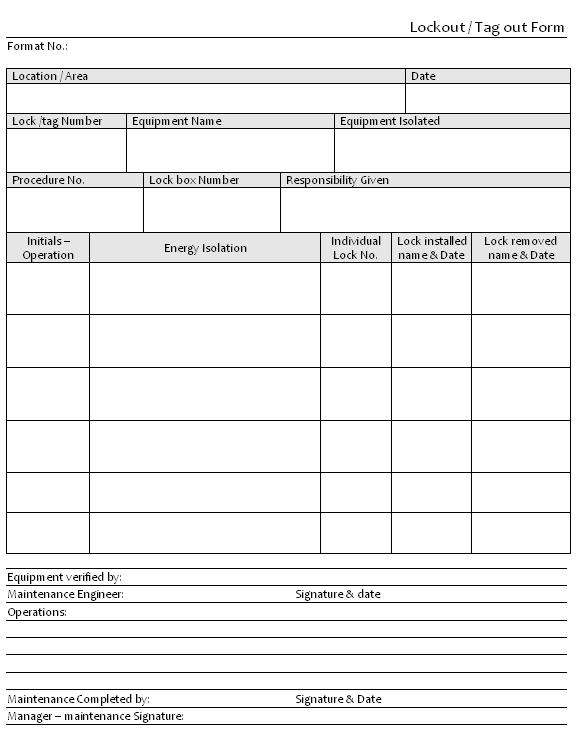 Lockout / Tag out Form
Format No.:
Location / Area Date
Lock /tag Number Equipment Name Equipment Isolated
Procedure No. Lock box Number Responsibility Given
Initials – Operation Energy Isolation Individual Lock No. Lock installed name & Date Lock removed name & Date
Equipment verified by:
Maintenance Engineer: Signature & date
Operations:
Maintenance Completed by: Signature & Date
Manager – maintenance Signature: